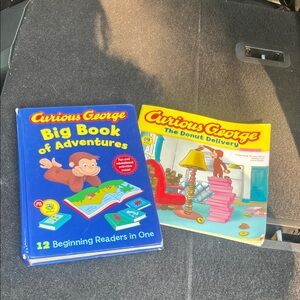 Curious George
Big Book
of Adventures
12 Beginning Readers in One
Curious George
The Donut Delivery